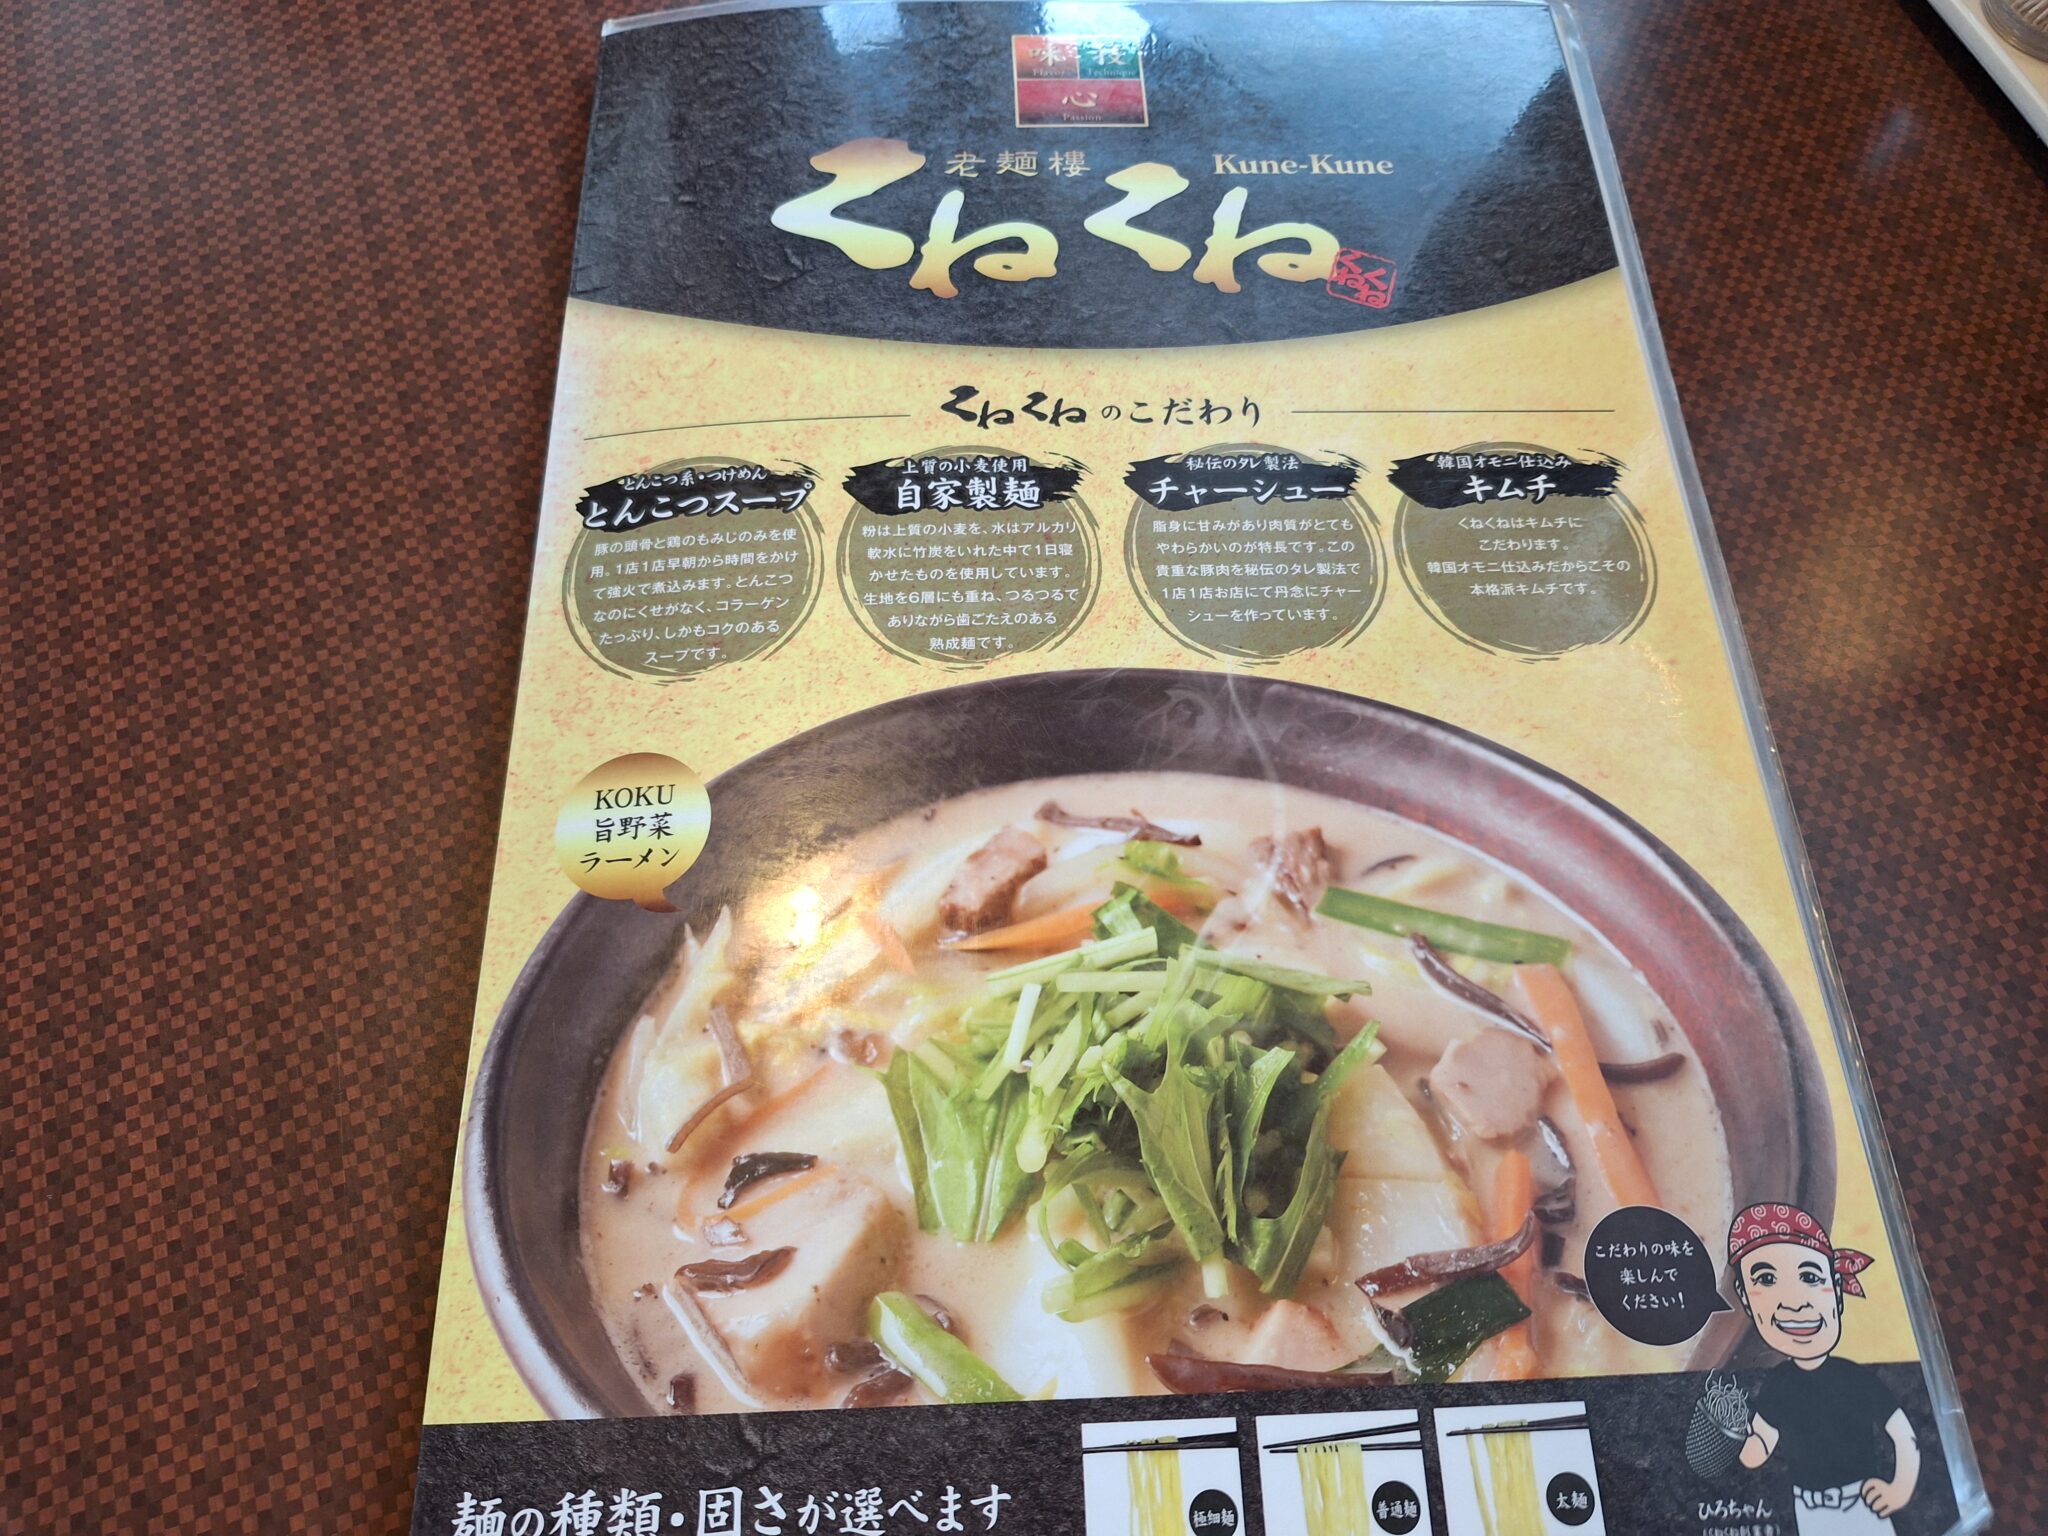 味 技
Flavor Technique
心
Passion
老麺樓
Kune-Kune
くねくね
くねくね
くねくねのこだわり
とんこつ系・つけめん
とんこつスープ
豚の頭骨と鶏のもみじのみを使
用。1店1店早朝から時間をかけ
て強火で煮込みます。とんこつ
なのにくせがなく、コラーゲン
たっぷり、しかもコクのある
スープです。
上質の小麦使用
自家製麺
粉は上質の小麦を、水はアルカリ
軟水に竹炭をいれた中で1日寝
かせたものを使用しています。
生地を6層にも重ね、つるつるで
ありながら歯ごたえのある
熟成麺です。
秘伝のタレ製法
チャーシュー
脂身に甘みがあり肉質がとても
やわらかいのが特長です。この
貴重な豚肉を秘伝のタレ製法で
1店1店お店にて丹念にチャー
シューを作っています。
韓国オモニ仕込み
キムチ
くねくねはキムチに
こだわります。
韓国オモニ仕込みだからこその
本格派キムチです。
KOKU
旨野菜
ラーメン
こだわりの味を
楽しんで
ください!
麺の種類・固さが選べます
極細麺
普通麺
太麺
ひろちゃん
(くねくね創業者)